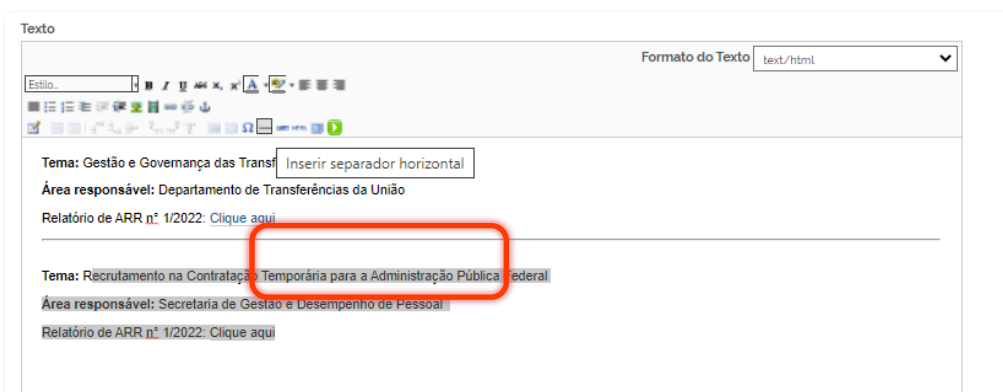 Texto
Formato do Texto text/html
Estilo...
B I U ABC x, x' A
Ω HTML
Tema: Gestão e Governança das Transf
Inserir separador horizontal
Área responsável: Departamento de Transferências da União
Relatório de ARR n° 1/2022: Clique aqui
Tema: Recrutamento na Contratação Temporária para a Administração Pública Federal
Área responsável: Secretaria de Gestão e Desempenho de Pessoal
Relatório de ARR n° 1/2022: Clique aqui